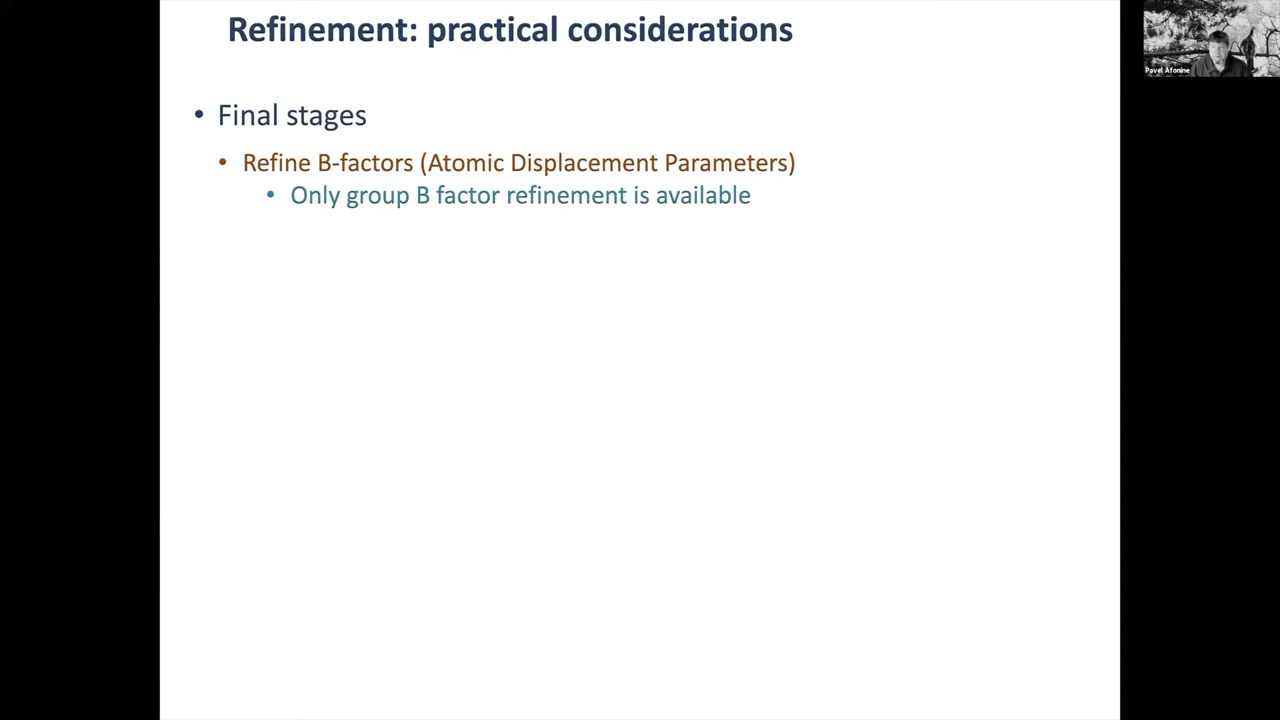 Refinement: practical considerations
Pavel Afonine
• Final stages
• Refine B-factors (Atomic Displacement Parameters)
• Only group B factor refinement is available